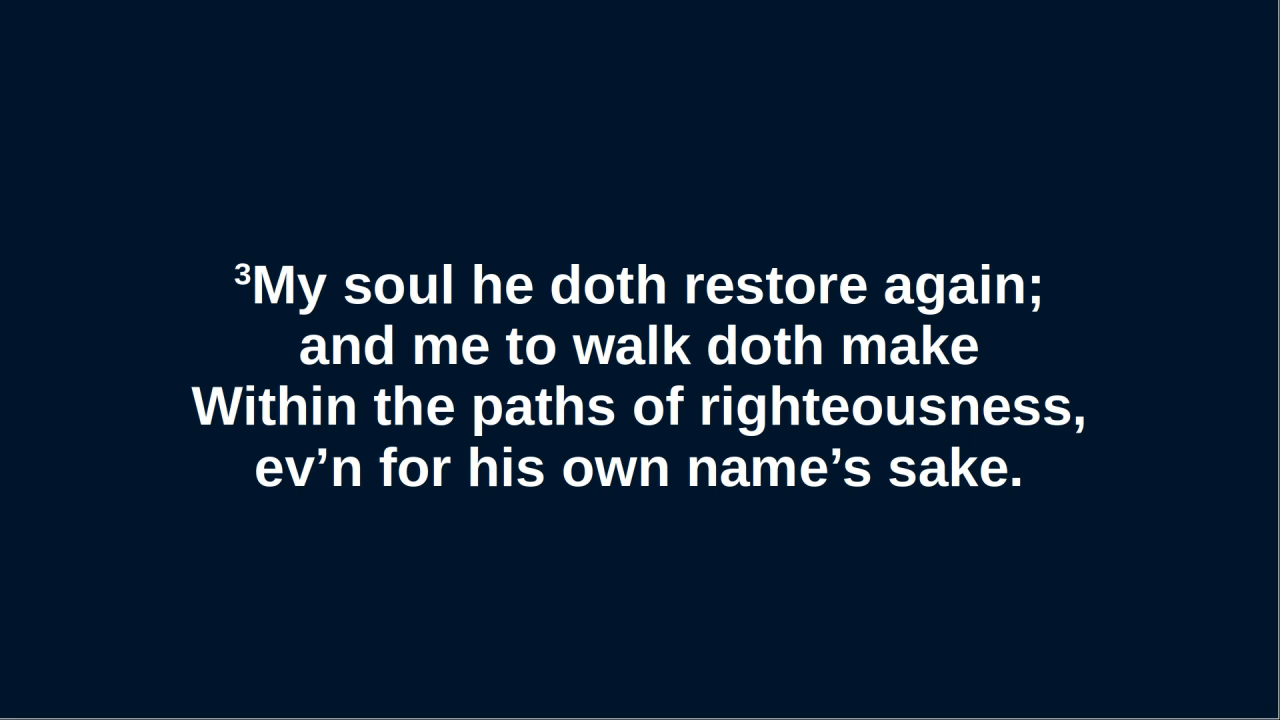 ³My soul he doth restore again;
and me to walk doth make
Within the paths of righteousness,
ev’n for his own name’s sake.